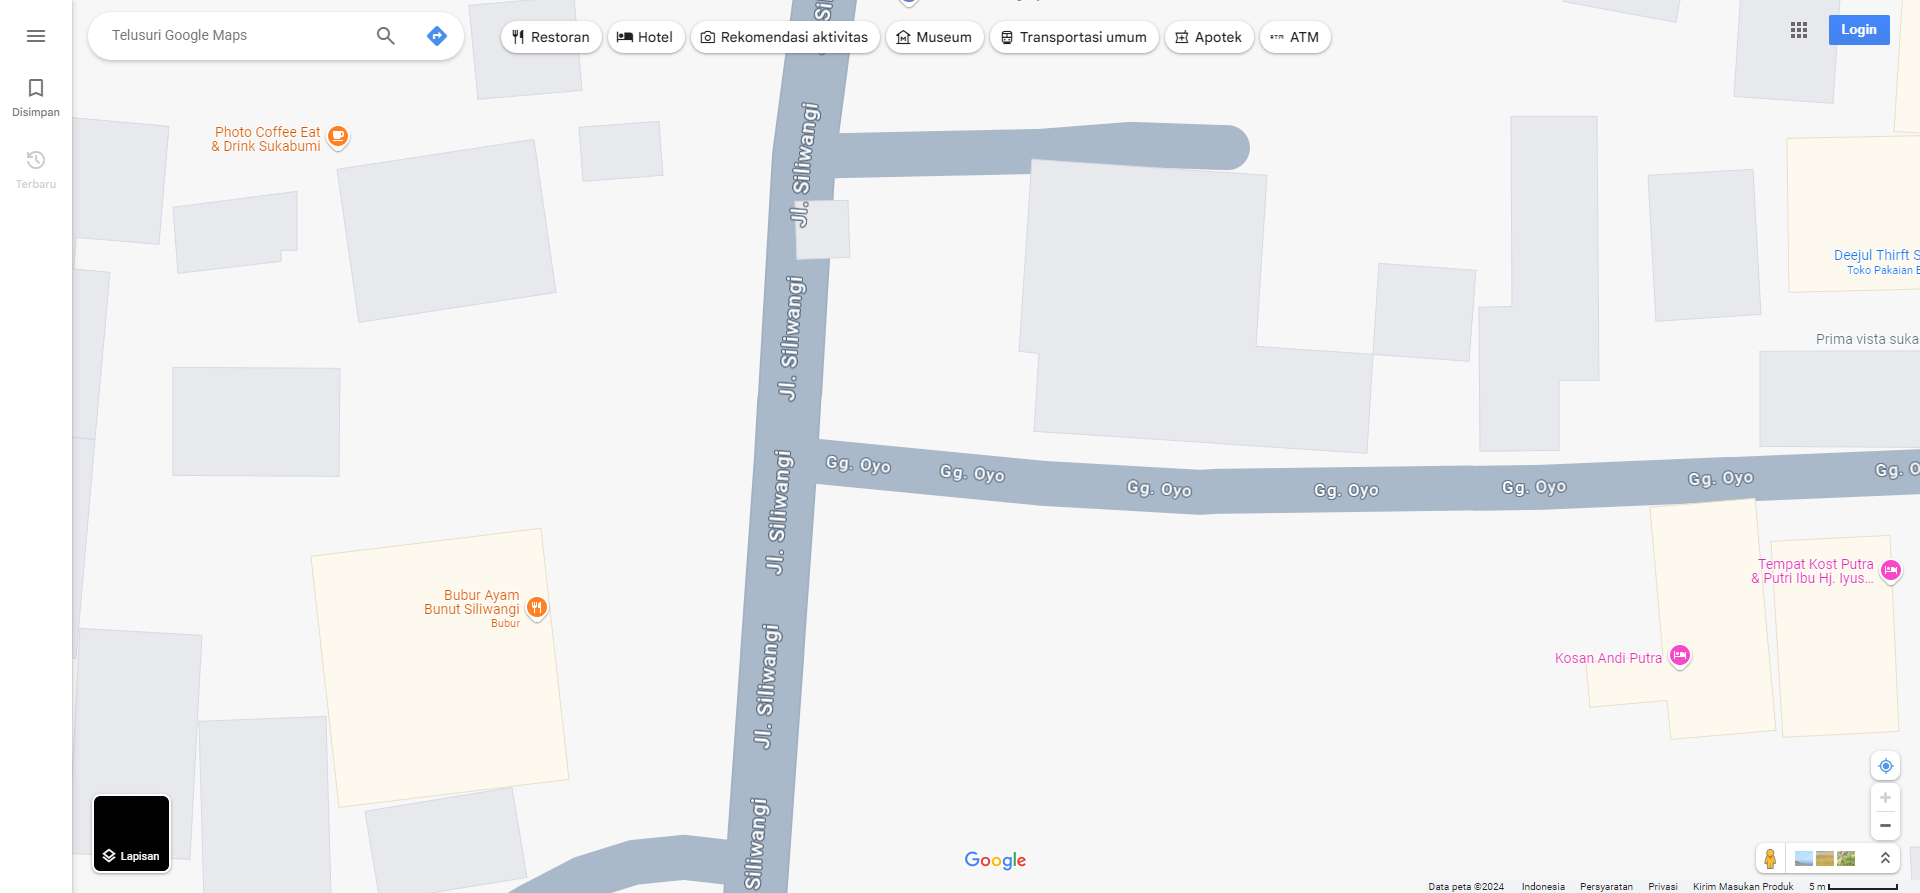 Telusuri Google Maps
Restoran
Hotel
Rekomendasi aktivitas
Museum
Transportasi umum
Apotek
ATM
Login
Disimpan
Terbaru
Photo Coffee Eat
& Drink Sukabumi
Jl. Siliwangi
Deejul Thirft S
Toko Pakaian B
Jl. Siliwangi
Prima vista suka
Gg. Oyo
Gg. Oyo
Gg. Oyo
Gg. Oyo
Gg. Oyo
Gg. Oyo
Gg. O
Jl. Siliwangi
Tempat Kost Putra
& Putri Ibu Hj. Iyus...
Bubur Ayam
Bunut Siliwangi
Bubur
Kosan Andi Putra
Jl. Siliwangi
Siliwangi
Lapisan
Google
Data peta ©2024
Indonesia
Persyaratan
Privasi
Kirim Masukan Produk
5 m